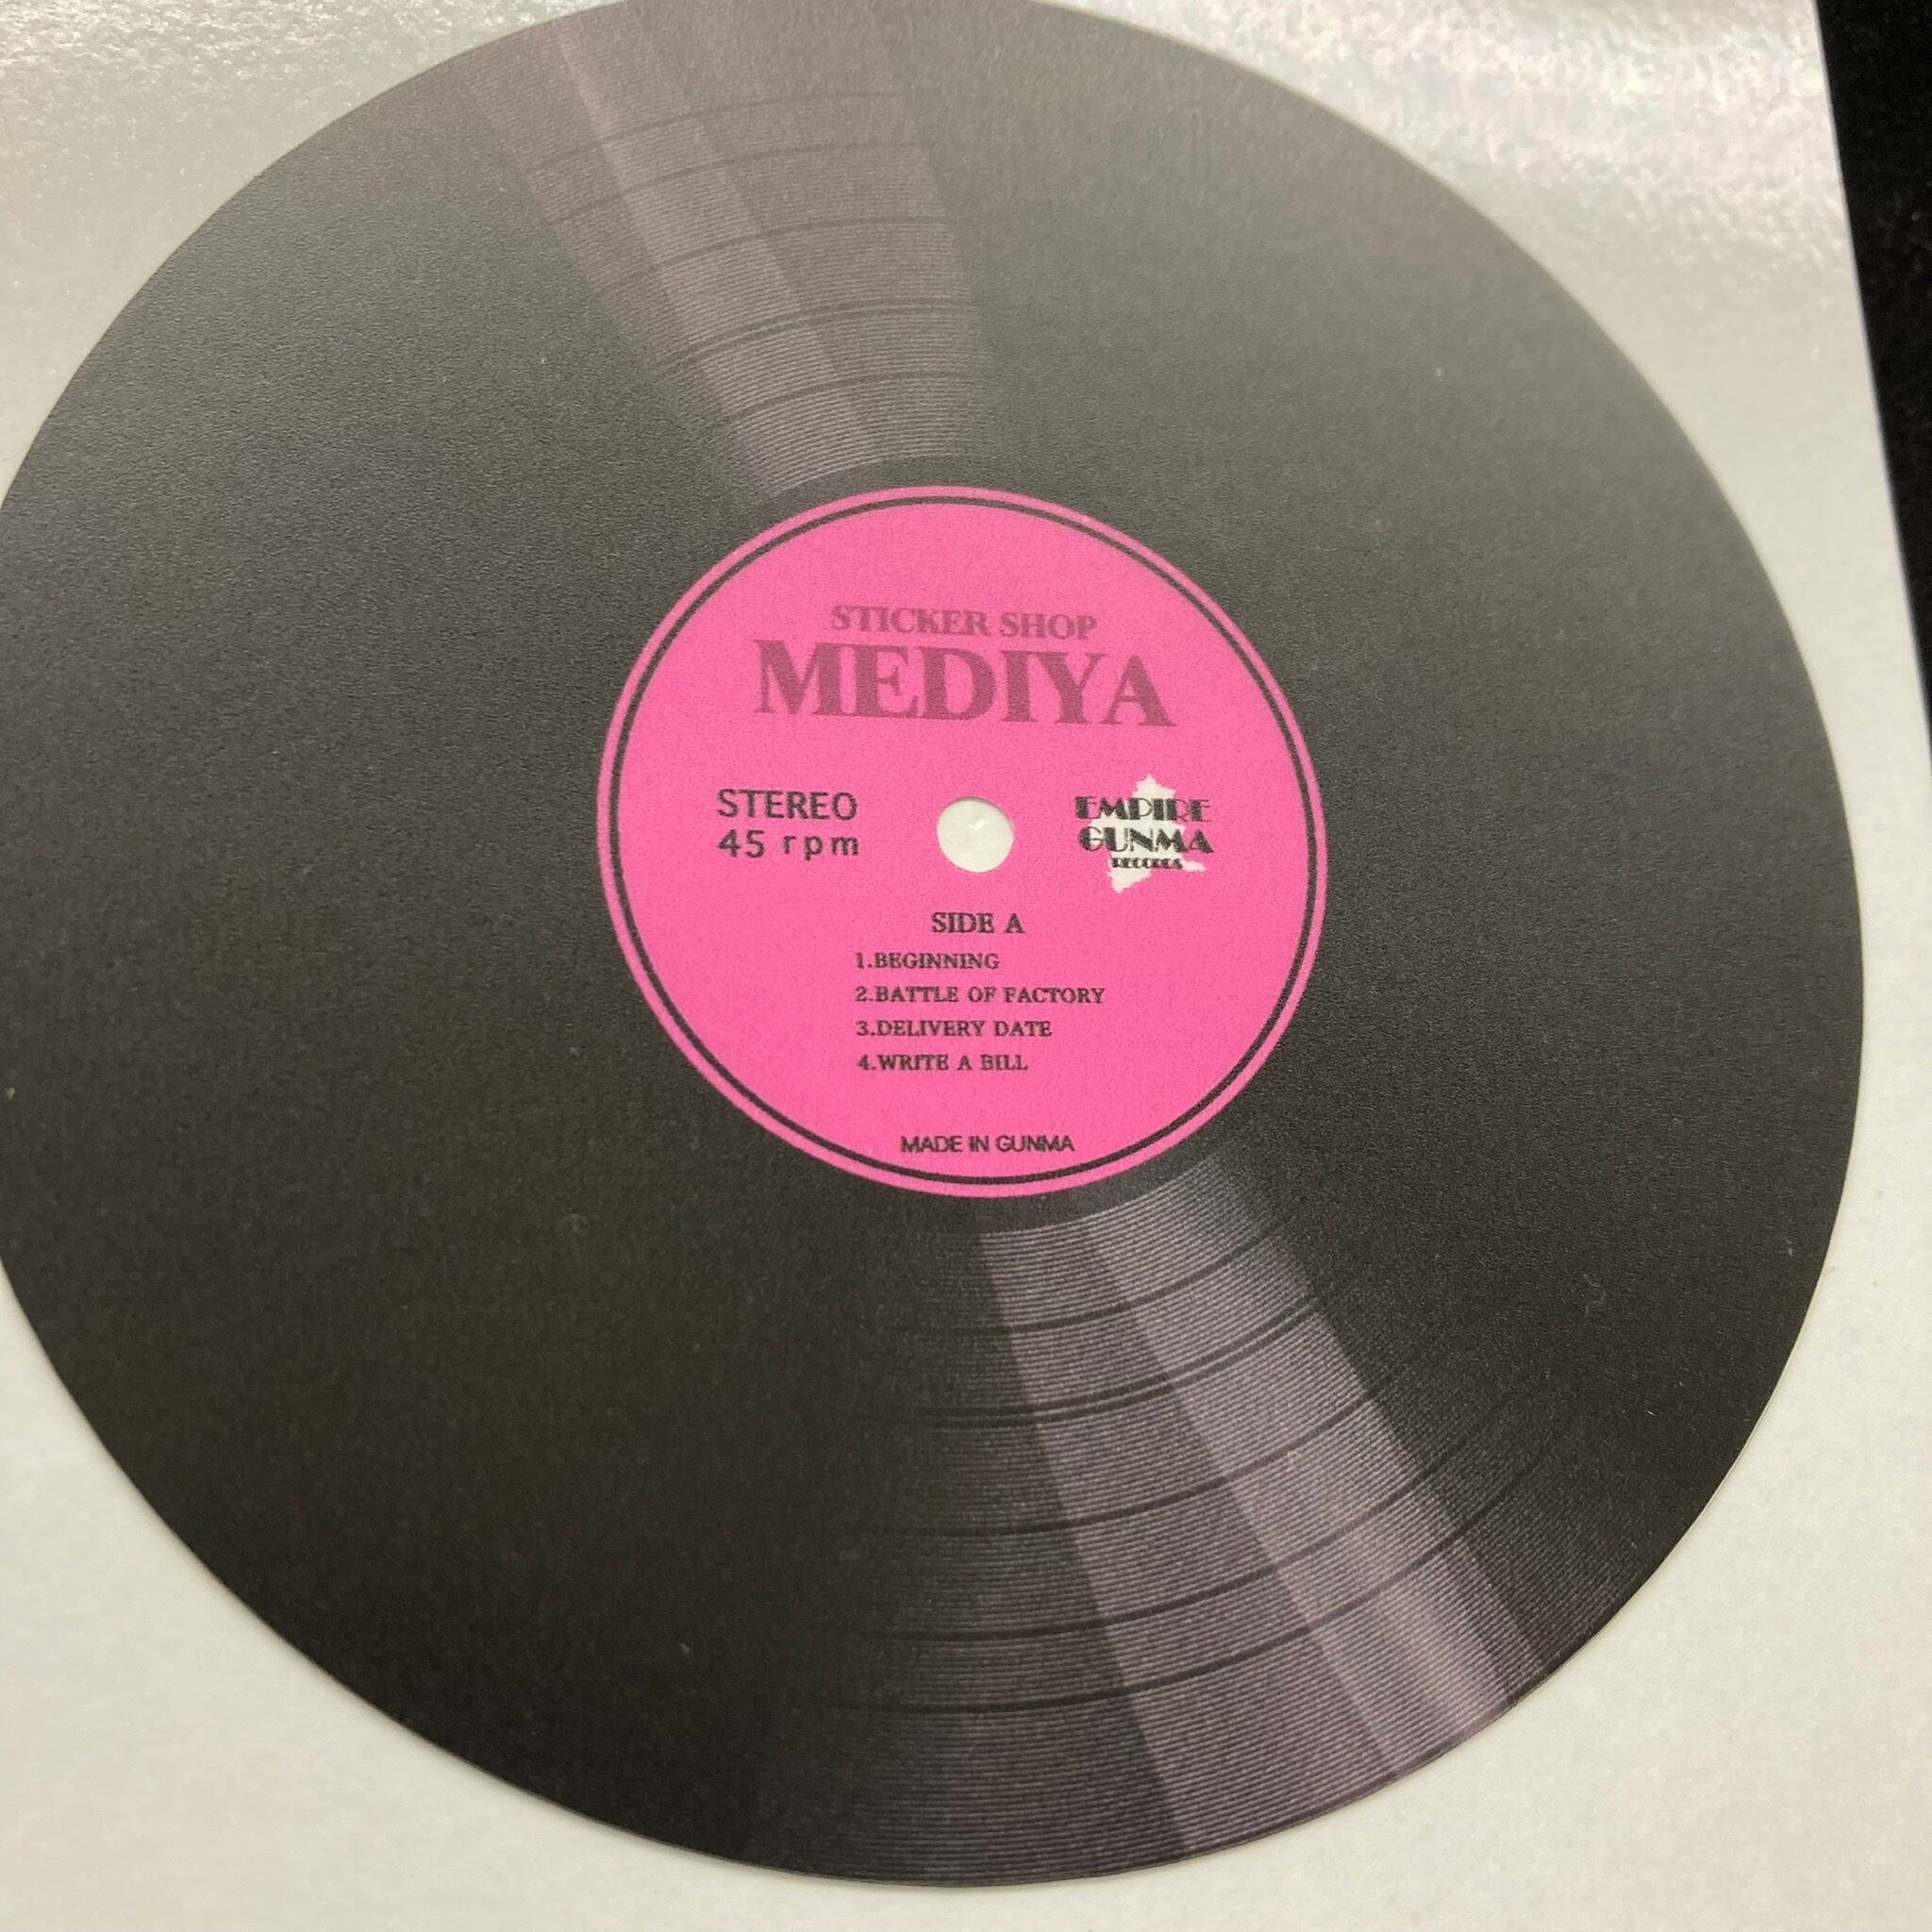 STICKER SHOP
MEDIYA
STEREO
45 rpm
EMPIRE
GUNMA
RECORDS
SIDE A
1.BEGINNING
2.BATTLE OF FACTORY
3.DELIVERY DATE
4.WRITE A BILL
MADE IN GUNMA